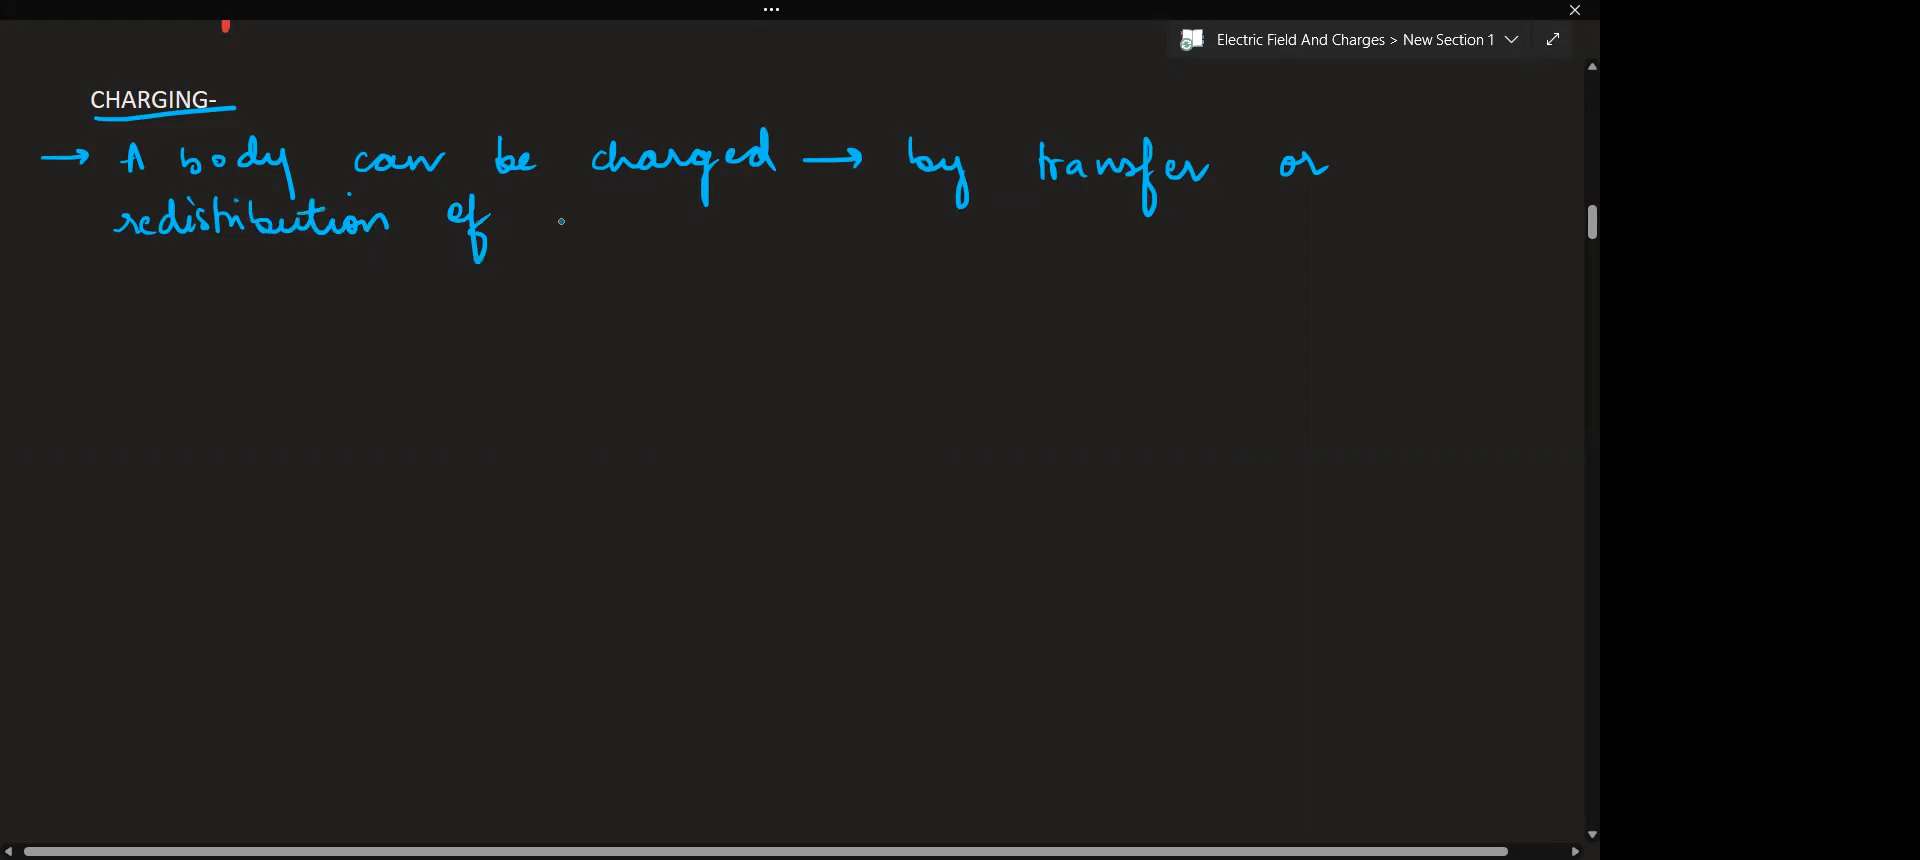 Electric Field And Charges > New Section 1
CHARGING-
→ A body can be charged → by transfer or
redistribution of